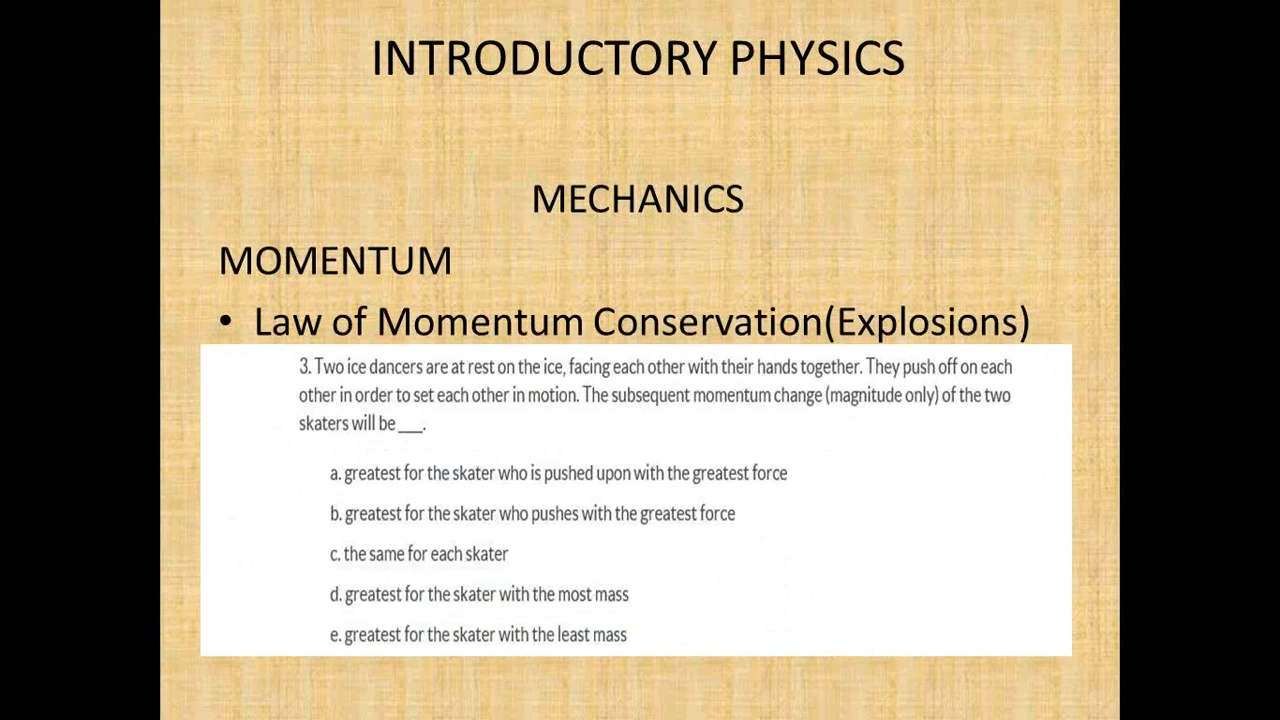 INTRODUCTORY PHYSICS
MECHANICS
MOMENTUM
• Law of Momentum Conservation(Explosions)
3. Two ice dancers are at rest on the ice, facing each other with their hands together. They push off on each
other in order to set each other in motion. The subsequent momentum change (magnitude only) of the two
skaters will be ___.
a. greatest for the skater who is pushed upon with the greatest force
b. greatest for the skater who pushes with the greatest force
c. the same for each skater
d. greatest for the skater with the most mass
e. greatest for the skater with the least mass